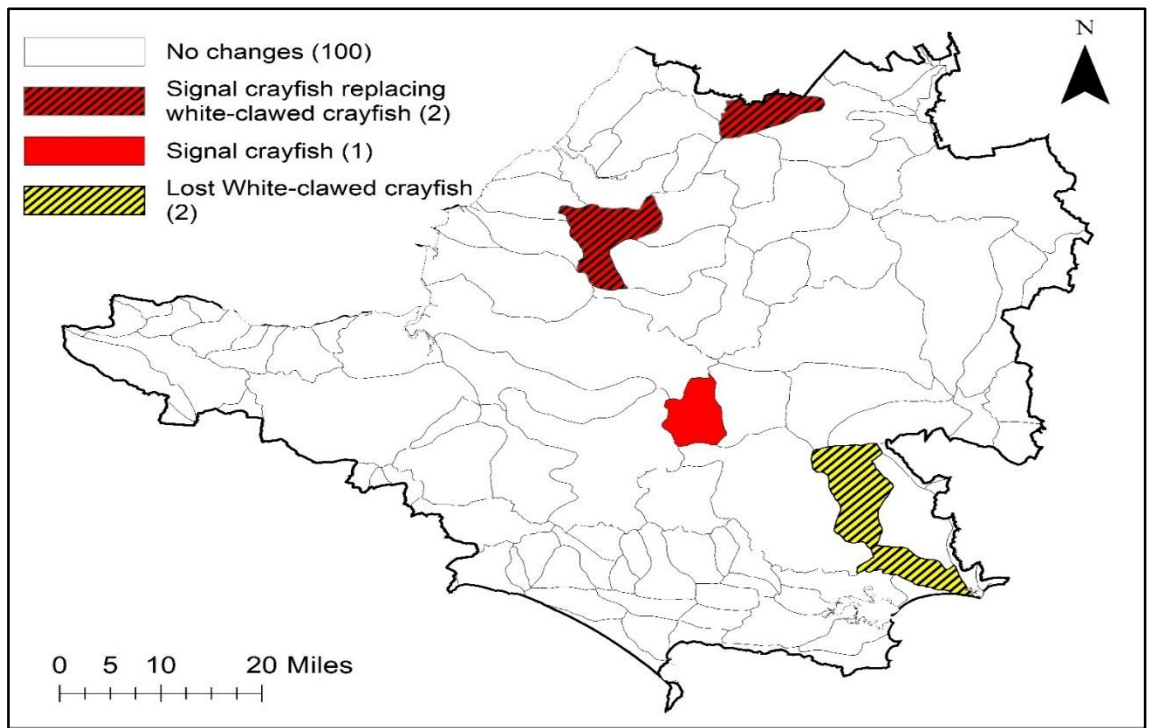 No changes (100)
Signal crayfish replacing
white-clawed crayfish (2)
Signal crayfish (1)
Lost White-clawed crayfish
(2)
N
0 5 10 20 Miles